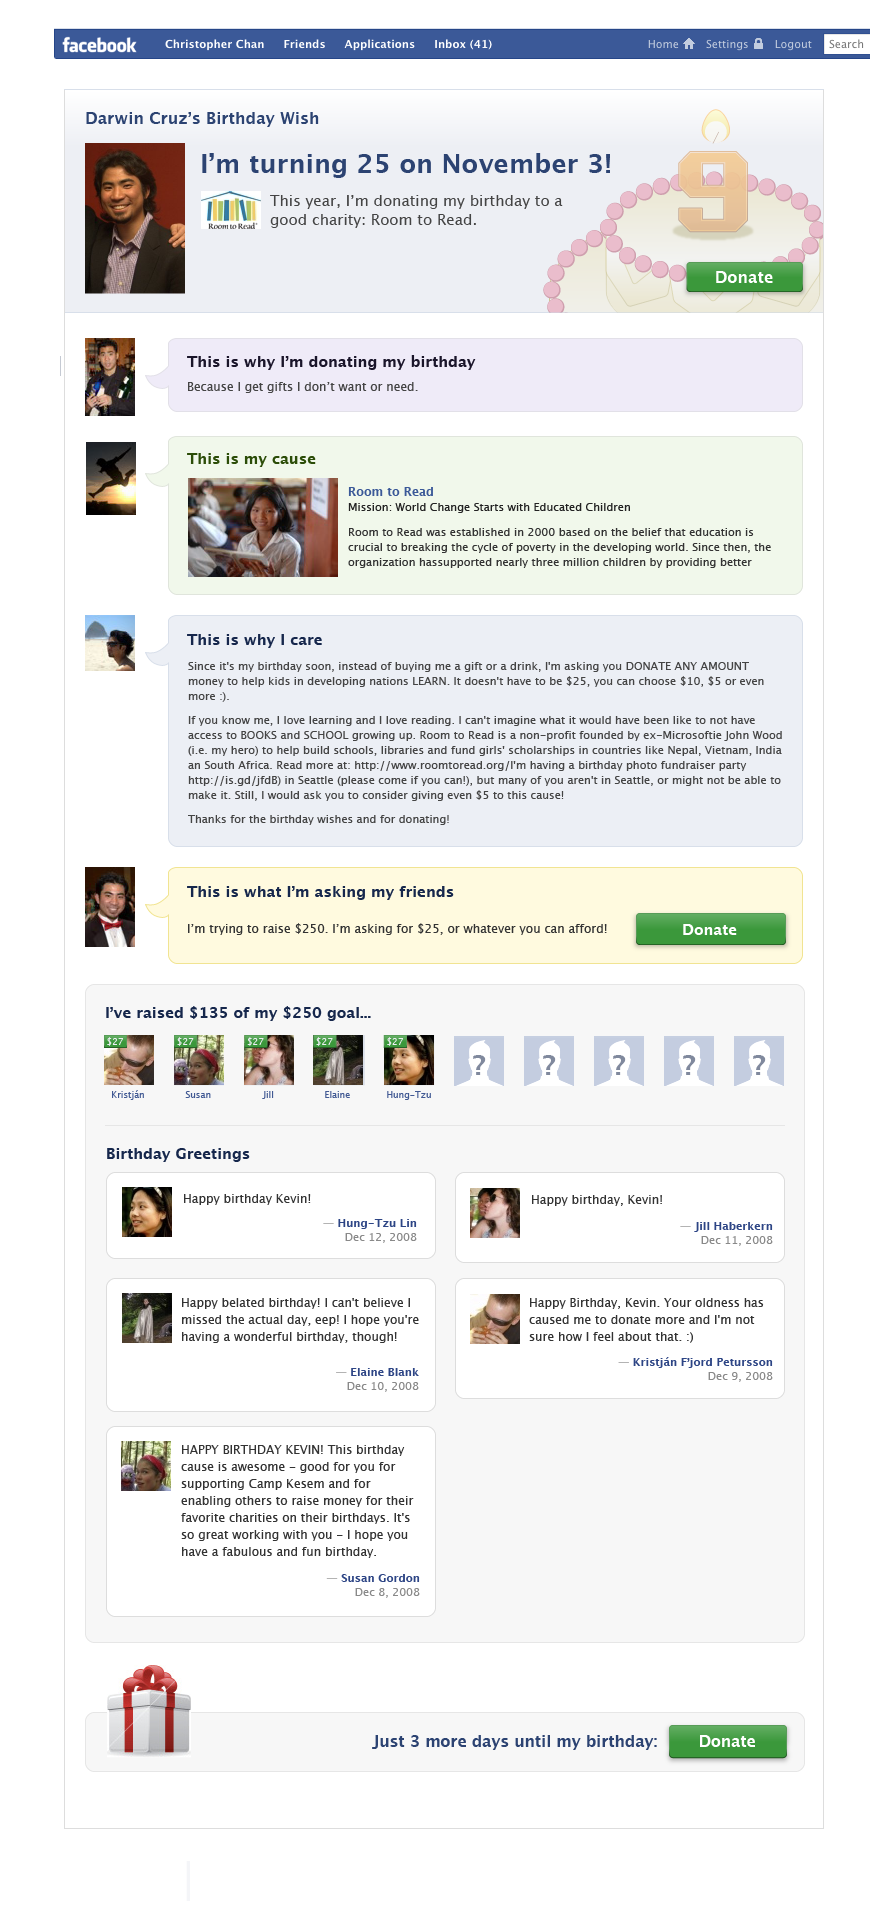 facebook Christopher Chan Friends Applications Inbox (41) Home Settings Logout Search
Darwin Cruz’s Birthday Wish
I’m turning 25 on November 3!
Room to Read
This year, I’m donating my birthday to a
good charity: Room to Read.
9
Donate
This is why I’m donating my birthday
Because I get gifts I don’t want or need.
This is my cause
Room to Read
Mission: World Change Starts with Educated Children
Room to Read was established in 2000 based on the belief that education is
crucial to breaking the cycle of poverty in the developing world. Since then, the
organization hassupported nearly three million children by providing better
This is why I care
Since it's my birthday soon, instead of buying me a gift or a drink, I'm asking you DONATE ANY AMOUNT
money to help kids in developing nations LEARN. It doesn't have to be $25, you can choose $10, $5 or even
more :).
If you know me, I love learning and I love reading. I can't imagine what it would have been like to not have
access to BOOKS and SCHOOL growing up. Room to Read is a non-profit founded by ex-Microsoftie John Wood
(i.e. my hero) to help build schools, libraries and fund girls' scholarships in countries like Nepal, Vietnam, India
an South Africa. Read more at: http://www.roomtoread.org/I'm having a birthday photo fundraiser party
http://is.gd/jfdB) in Seattle (please come if you can!), but many of you aren't in Seattle, or might not be able to
make it. Still, I would ask you to consider giving even $5 to this cause!
Thanks for the birthday wishes and for donating!
This is what I’m asking my friends
I’m trying to raise $250. I’m asking for $25, or whatever you can afford!
Donate
I’ve raised $135 of my $250 goal...
$27 $27 $27 $27 $27 ? ? ? ? ?
Kristján Susan Jill Elaine Hung-Tzu
Birthday Greetings
Happy birthday Kevin!
— Hung-Tzu Lin
Dec 12, 2008
Happy birthday, Kevin!
— Jill Haberkern
Dec 11, 2008
Happy belated birthday! I can't believe I
missed the actual day, eep! I hope you're
having a wonderful birthday, though!
— Elaine Blank
Dec 10, 2008
Happy Birthday, Kevin. Your oldness has
caused me to donate more and I'm not
sure how I feel about that. :)
— Kristján F'jord Petursson
Dec 9, 2008
HAPPY BIRTHDAY KEVIN! This birthday
cause is awesome - good for you for
supporting Camp Kesem and for
enabling others to raise money for their
favorite charities on their birthdays. It's
so great working with you - I hope you
have a fabulous and fun birthday.
— Susan Gordon
Dec 8, 2008
Just 3 more days until my birthday:
Donate